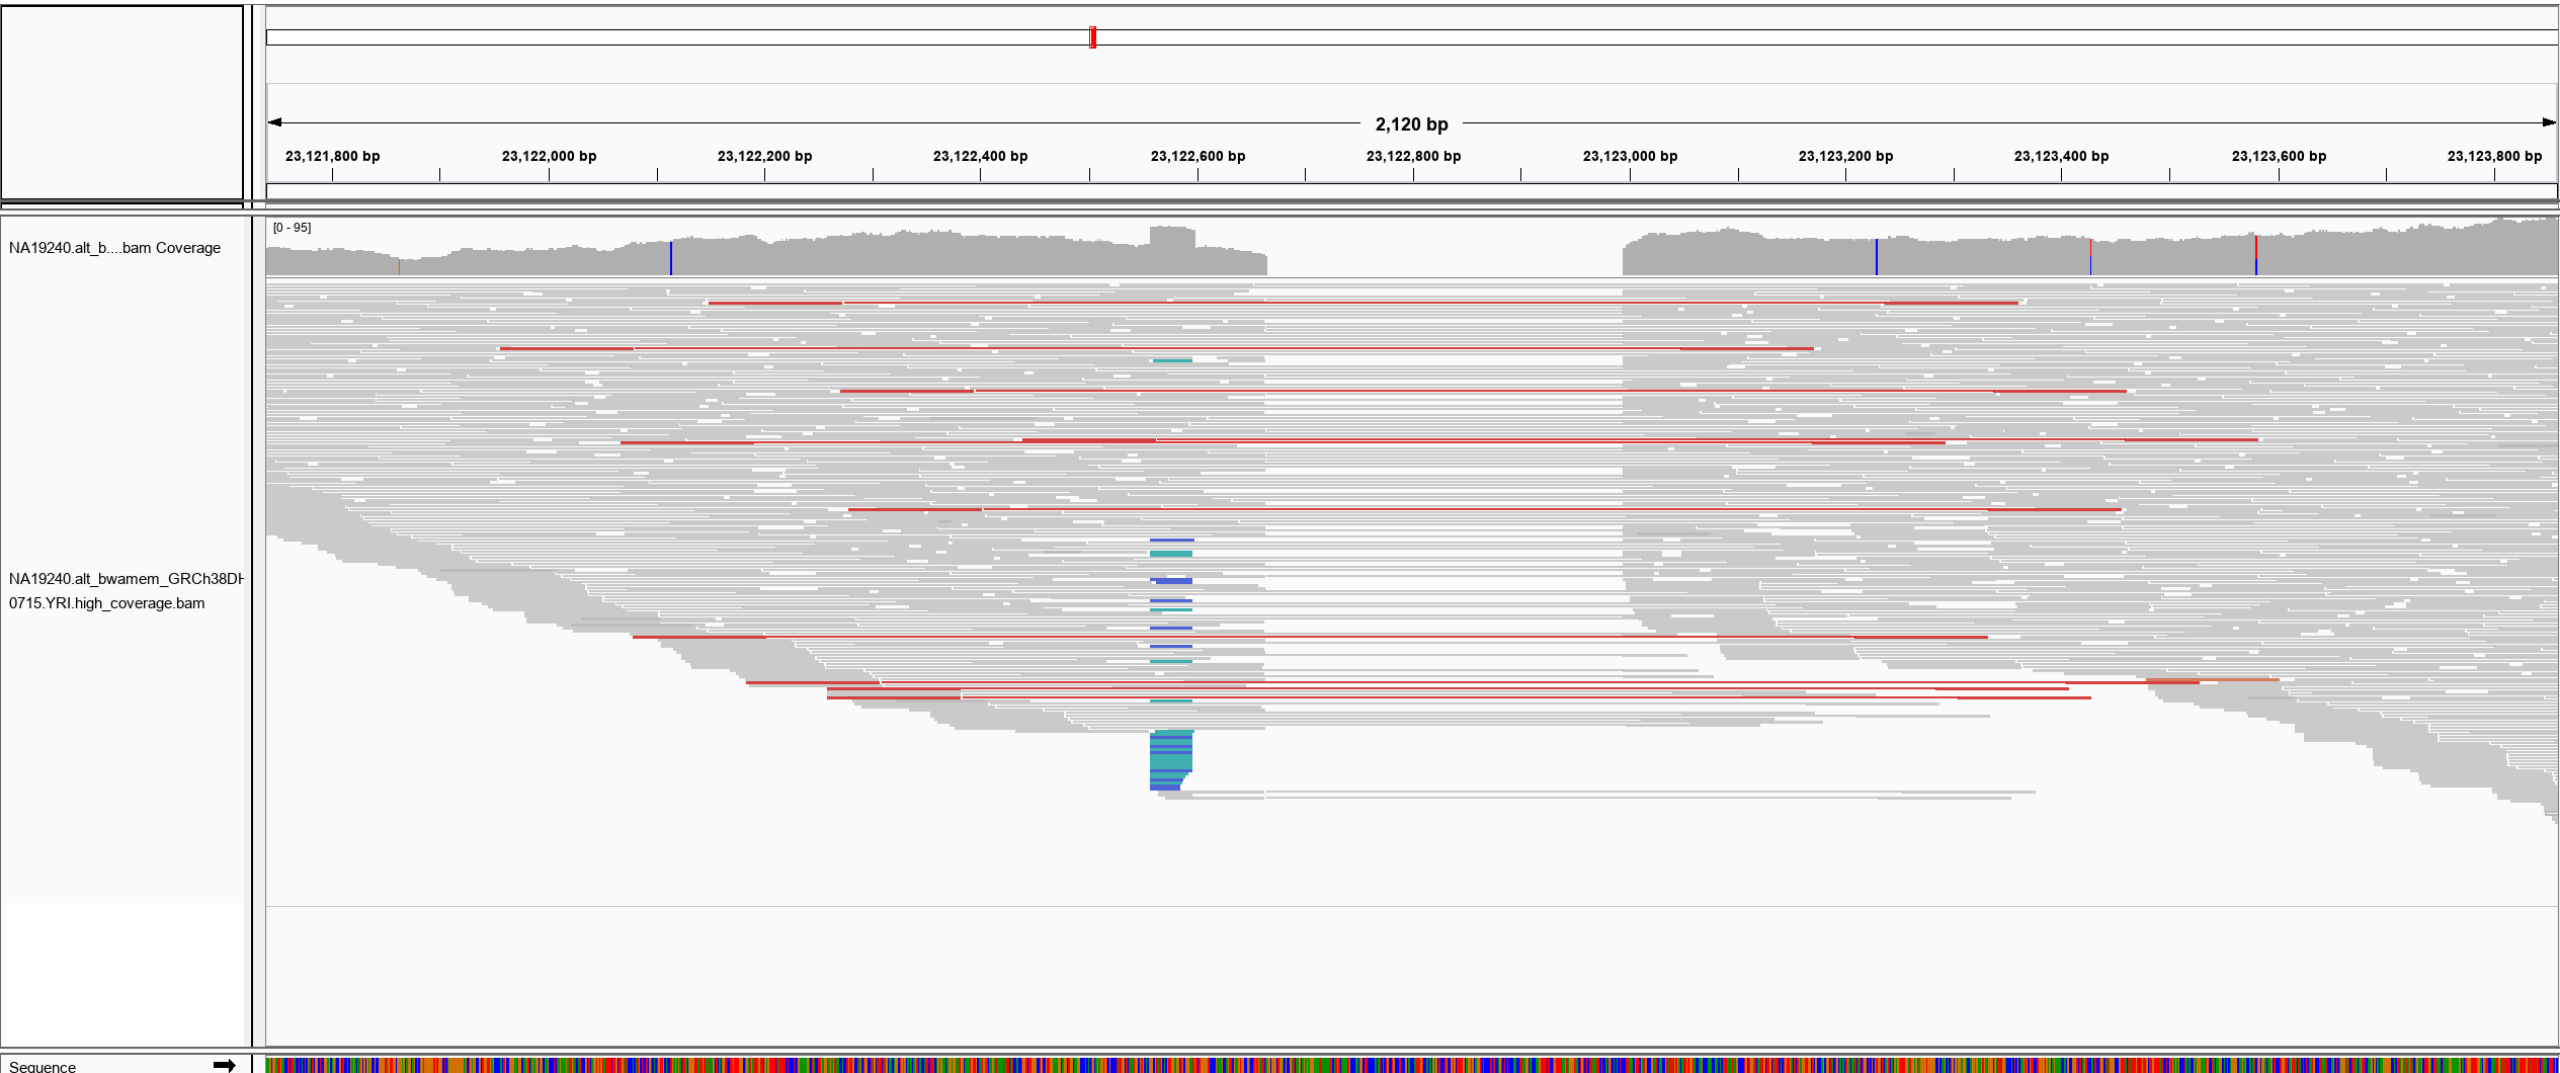 2,120 bp
23,121,800 bp 23,122,000 bp 23,122,200 bp 23,122,400 bp 23,122,600 bp 23,122,800 bp 23,123,000 bp 23,123,200 bp 23,123,400 bp 23,123,600 bp 23,123,800 bp
[0 - 95]
NA19240.alt_b....bam Coverage
NA19240.alt_bwamem_GRCh38DH
0715.YRI.high_coverage.bam
Sequence